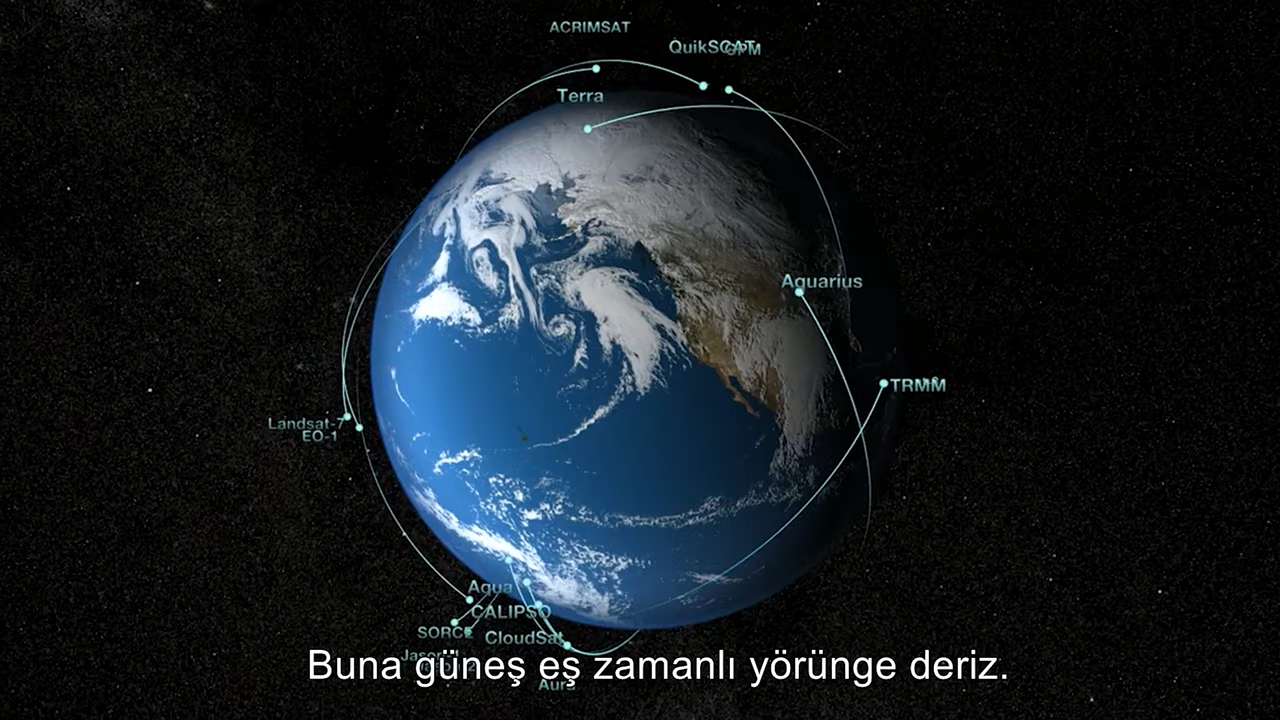 ACRIMSAT
QuikSCAT
GPM
Terra
Aquarius
TRMM
Landsat-7
EO-1
Aqua
CALIPSO
SORCE
CloudSat
Buna güneş eş zamanlı yörünge deriz.
Aura